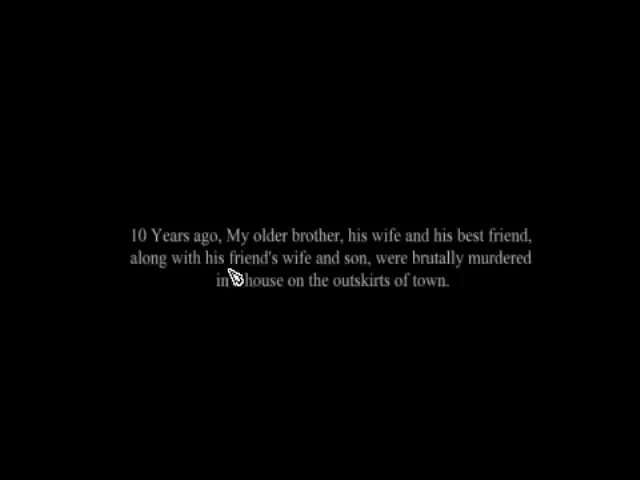 10 Years ago, My older brother, his wife and his best friend,
along with his friend's wife and son, were brutally murdered
in house on the outskirts of town.